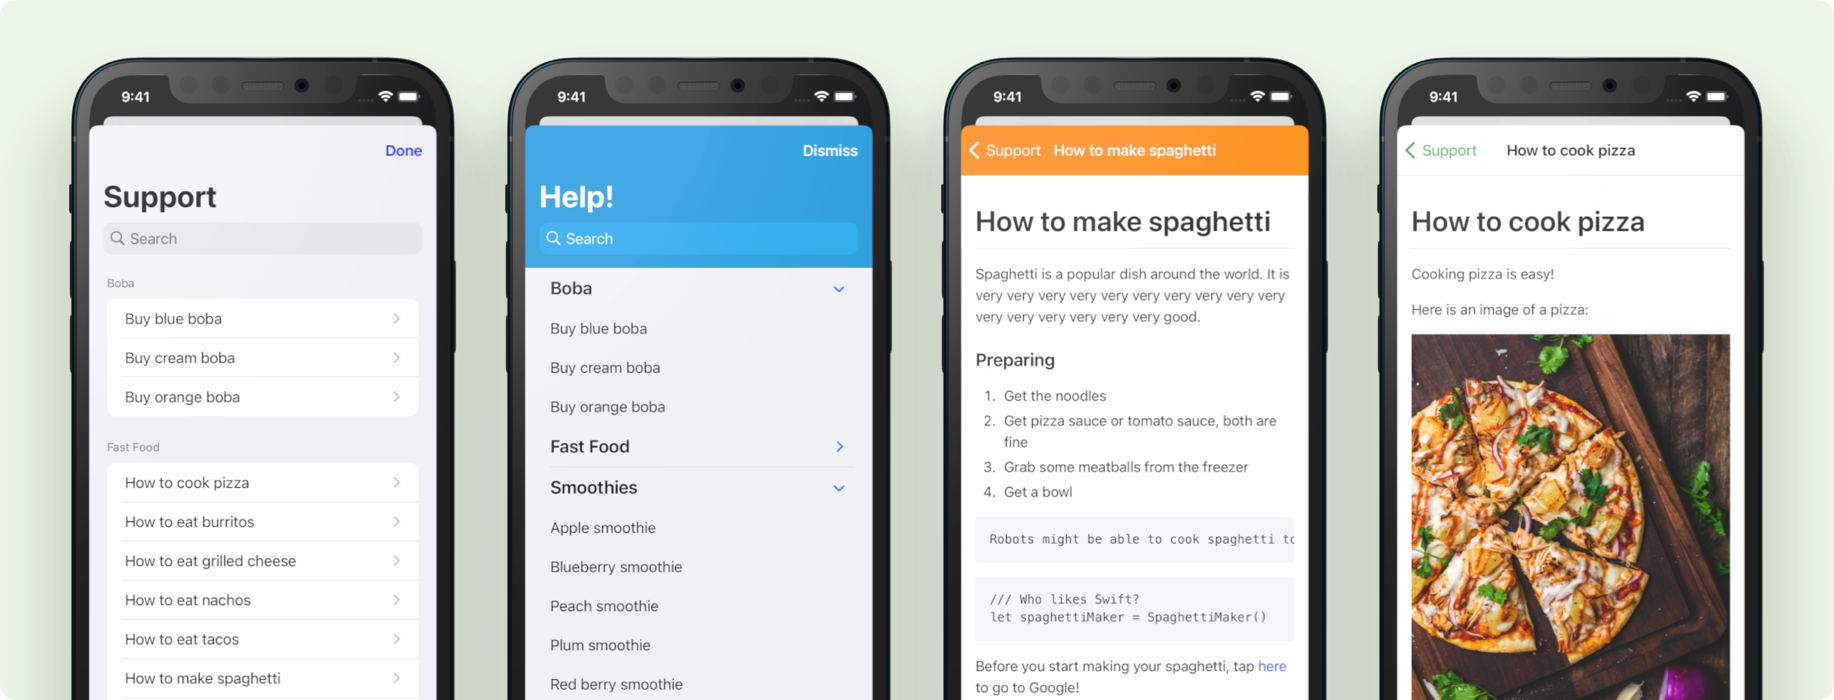 9:41
Done
Support
Search
Boba
Buy blue boba
Buy cream boba
Buy orange boba
Fast Food
How to cook pizza
How to eat burritos
How to eat grilled cheese
How to eat nachos
How to eat tacos
How to make spaghetti
9:41
Dismiss
Help!
Search
Boba
Buy blue boba
Buy cream boba
Buy orange boba
Fast Food
Smoothies
Apple smoothie
Blueberry smoothie
Peach smoothie
Plum smoothie
Red berry smoothie
9:41
Support How to make spaghetti
How to make spaghetti
Spaghetti is a popular dish around the world. It is
very very very very very very very very very very
very very very very very very very good.
Preparing
1. Get the noodles
2. Get pizza sauce or tomato sauce, both are
fine
3. Grab some meatballs from the freezer
4. Get a bowl
Robots might be able to cook spaghetti to
/// Who likes Swift?
let spaghettiMaker = SpaghettiMaker()
Before you start making your spaghetti, tap here
to go to Google!
9:41
Support How to cook pizza
How to cook pizza
Cooking pizza is easy!
Here is an image of a pizza: